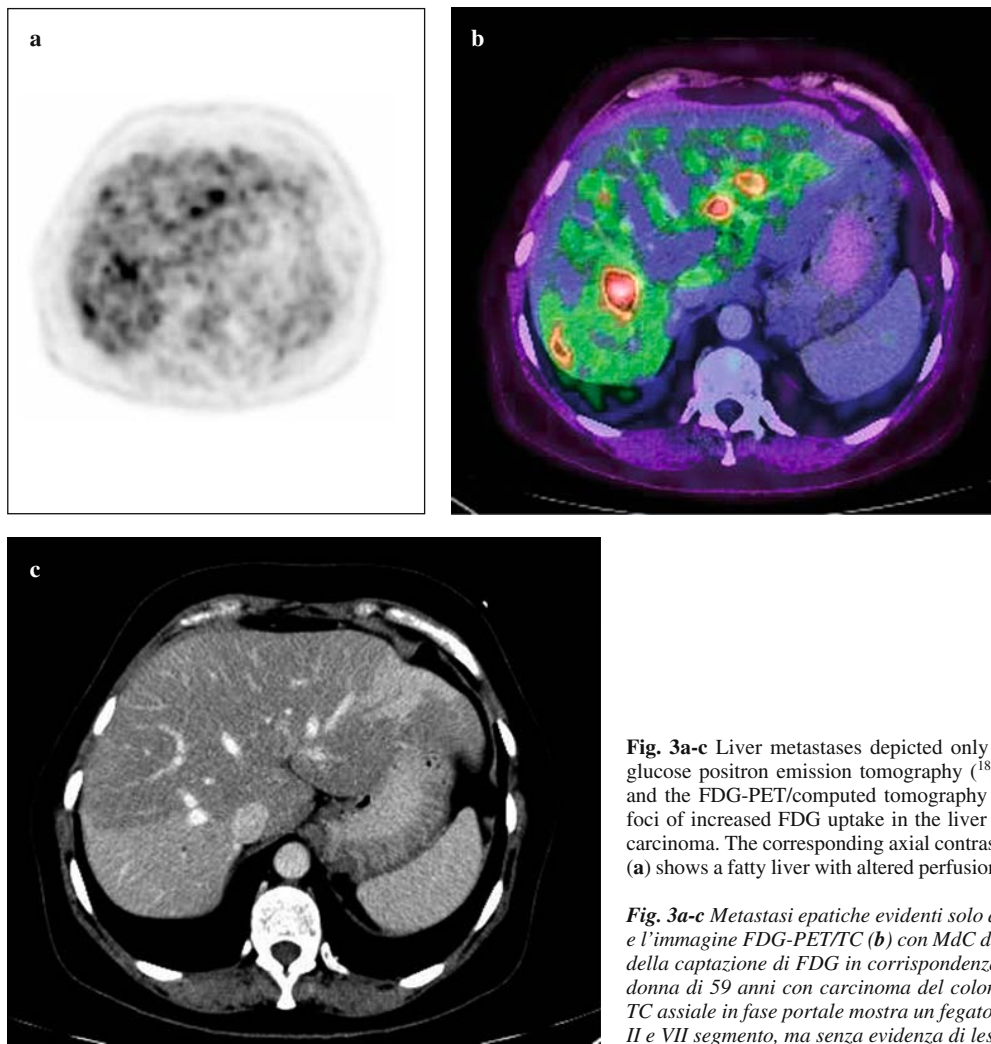 a
b
c
Fig. 3a-c Liver metastases depicted only
glucose positron emission tomography (18
and the FDG-PET/computed tomography
foci of increased FDG uptake in the liver
carcinoma. The corresponding axial contras
(a) shows a fatty liver with altered perfusion
Fig. 3a-c Metastasi epatiche evidenti solo a
e l'immagine FDG-PET/TC (b) con MdC d
della captazione di FDG in corrispondenza
donna di 59 anni con carcinoma del colon
TC assiale in fase portale mostra un fegato
II e VII segmento, ma senza evidenza di les